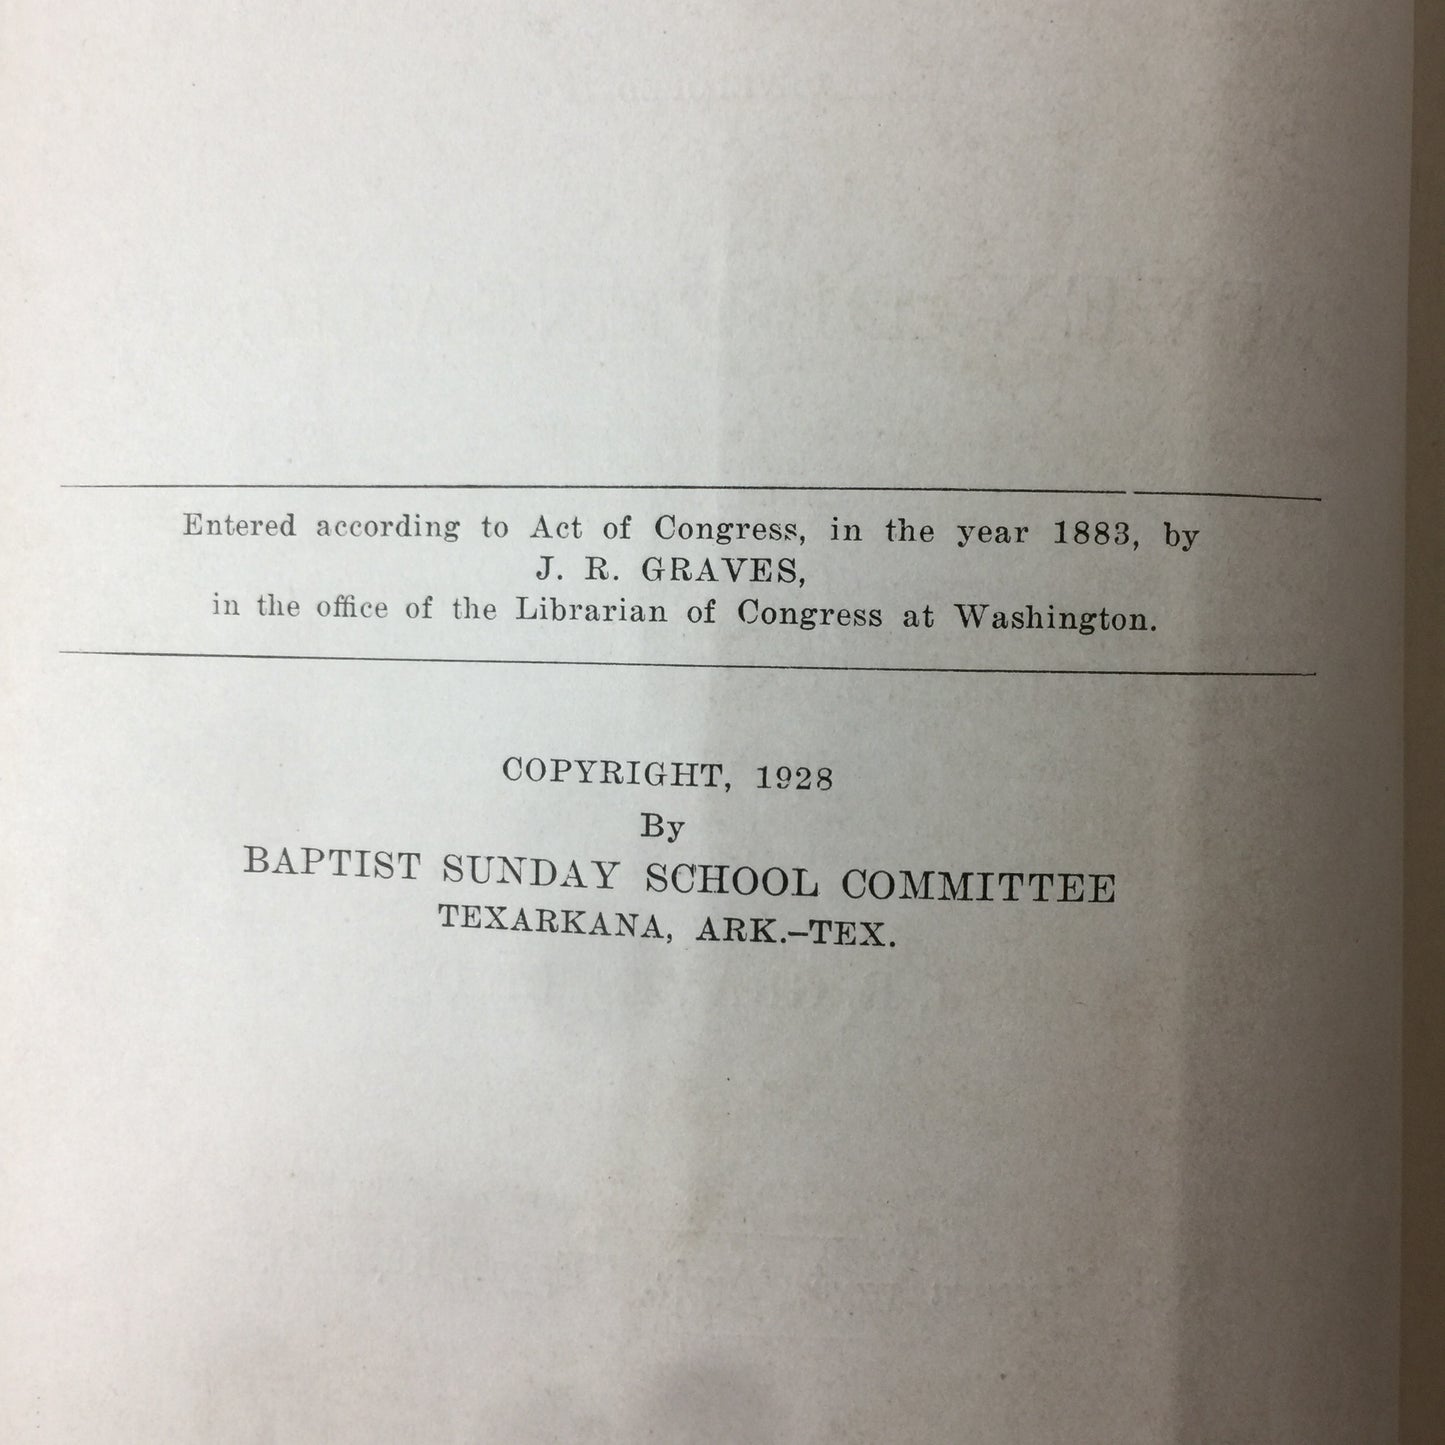 Entered according to Act of Congress, in the year 1883, by
J. R. GRAVES,
in the office of the Librarian of Congress at Washington.
COPYRIGHT, 1928
By
BAPTIST SUNDAY SCHOOL COMMITTEE
TEXARKANA, ARK.–TEX.